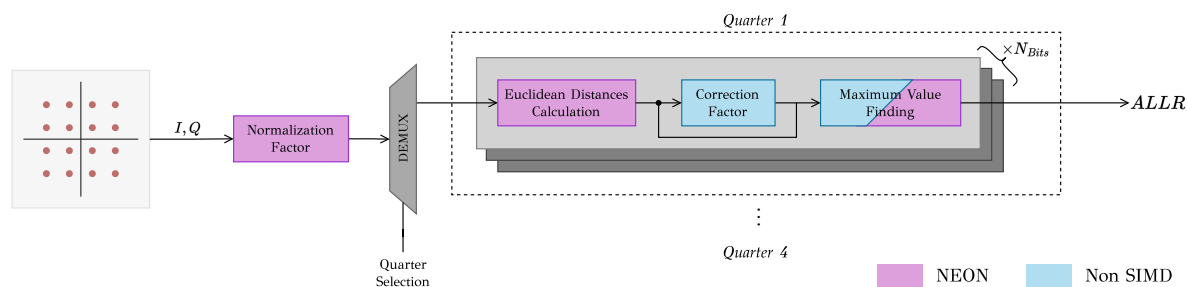 Quarter 1
×N_Bits
I, Q
Normalization
Factor
DEMUX
Euclidean Distances
Calculation
Correction
Factor
Maximum Value
Finding
ALLR
Quarter
Selection
⋮
Quarter 4
NEON
Non SIMD